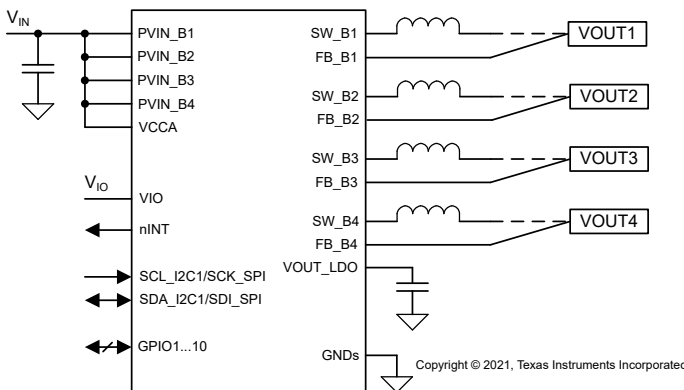 VIN
PVIN_B1
PVIN_B2
PVIN_B3
PVIN_B4
VCCA
VIO
VIO
nINT
SCL_I2C1/SCK_SPI
SDA_I2C1/SDI_SPI
GPIO1...10
SW_B1
FB_B1
SW_B2
FB_B2
SW_B3
FB_B3
SW_B4
FB_B4
VOUT_LDO
GNDs
VOUT1
VOUT2
VOUT3
VOUT4
Copyright © 2021, Texas Instruments Incorporated